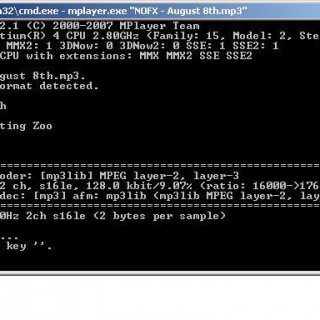 n32\cmd.exe - mplayer.exe "NOFX - August 8th.mp3"
2.1 (C) 2000-2007 MPlayer Team
tium(R) 4 CPU 2.80GHz (Family: 15, Model: 2, Ste
MMX2: 1 3DNow: 0 3DNow2: 0 SSE: 1 SSE2: 1
CPU with extensions: MMX MMX2 SSE SSE2
gust 8th.mp3.
ormat detected.
h
ting Zoo
================================================
oder: [mp3lib] MPEG layer-2, layer-3
2 ch, s16le, 128.0 kbit/9.07% (ratio: 16000->176
dec: [mp3] afm: mp3lib (mp3lib MPEG layer-2, lay
================================================
0Hz 2ch s16le (2 bytes per sample)
...
key ''.